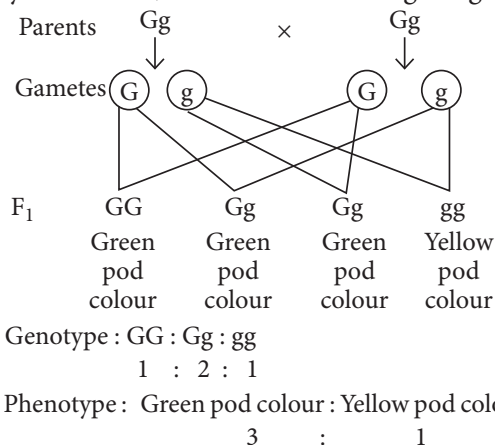 Parents Gg × Gg
Gametes G g G g
F₁ GG Gg Gg gg
Green Green Green Yellow
pod pod pod pod
colour colour colour colour
Genotype : GG : Gg : gg
1 : 2 : 1
Phenotype : Green pod colour : Yellow pod
3 : 1